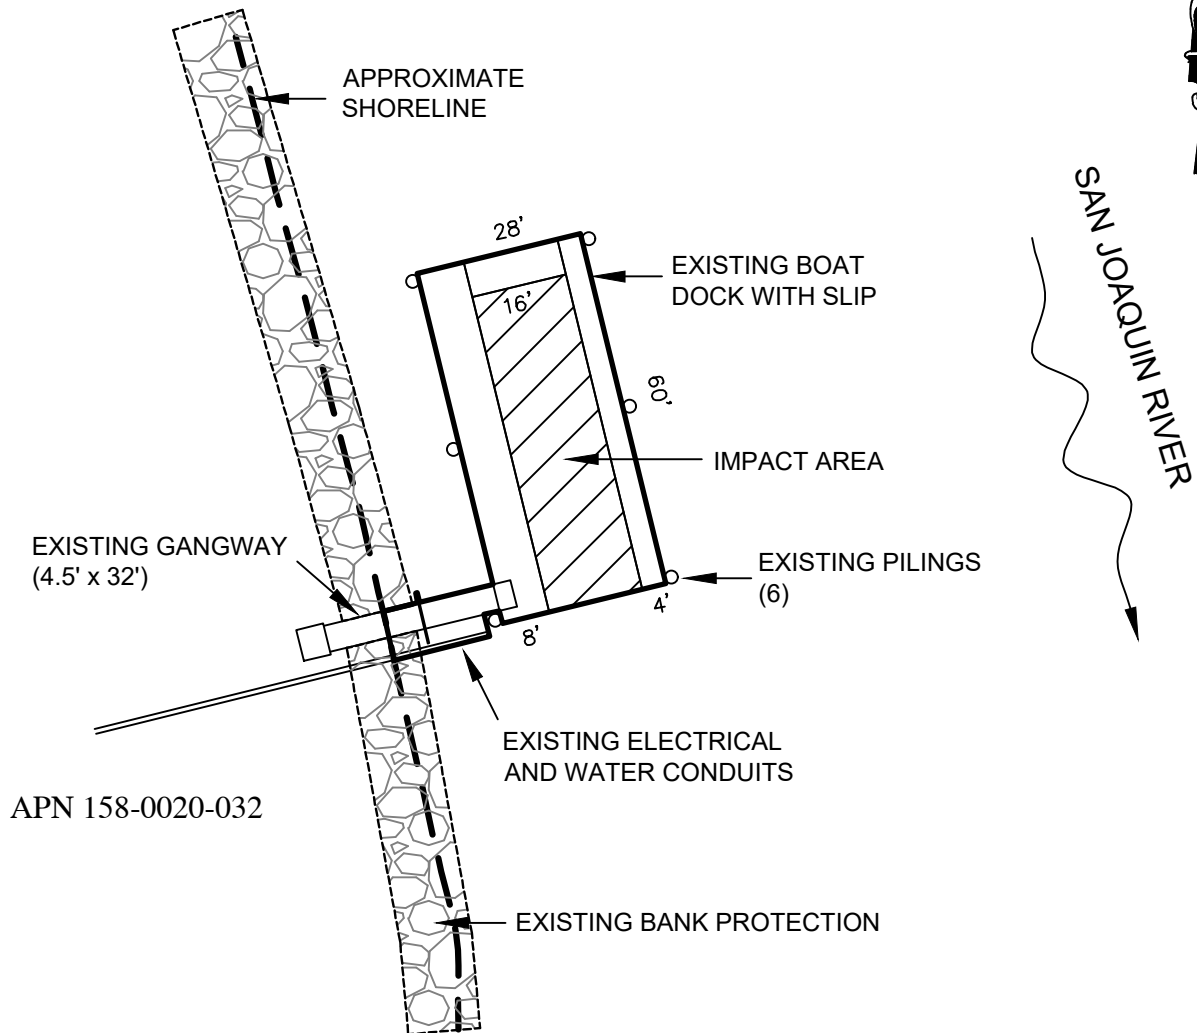 APPROXIMATE
SHORELINE
28’
EXISTING BOAT
DOCK WITH SLIP
16’
SAN JOAQUIN RIVER
60’
IMPACT AREA
EXISTING GANGWAY
(4.5' x 32')
EXISTING PILINGS
(6)
4’
8’
EXISTING ELECTRICAL
AND WATER CONDUITS
APN 158-0020-032
EXISTING BANK PROTECTION